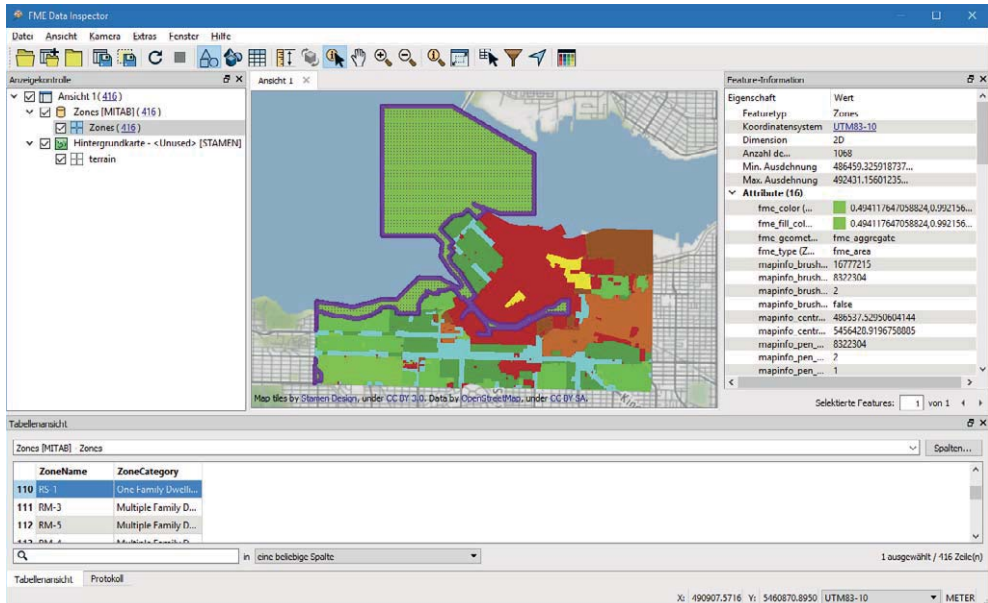 FME Data Inspector
Datei Ansicht Kamera Extras Fenster Hilfe
Anzeigekontrolle
Ansicht 1 (416)
Zones [MITAB] (416)
Zones (416)
Hintergrundkarte - <Unused> [STAMEN]
terrain
Ansicht 1
Map tiles by Stamen Design, under CC BY 3.0. Data by OpenStreetMap, under CC BY SA.
Feature-Information
Eigenschaft Wert
Featuretyp Zones
Koordinatensystem UTM83-10
Dimension 2D
Anzahl de... 1068
Min. Ausdehnung 486459.325918737...
Max. Ausdehnung 492431.15601235...
Attribute (16)
fme_color (... 0.494117647058824,0.992156...
fme_fill_col... 0.494117647058824,0.992156...
fme_geomet... fme_aggregate
fme_type (Z... fme_area
mapinfo_brush... 16777215
mapinfo_brush... 8322304
mapinfo_brush... 2
mapinfo_brush... false
mapinfo_centr... 486537.52950604144
mapinfo_centr... 5456428.9196758885
mapinfo_pen_... 8322304
mapinfo_pen_... 2
mapinfo_pen_... 1
Selektierte Features: 1 von 1
Tabellenansicht
Zones [MITAB] - Zones
Spalten...
ZoneName ZoneCategory
110 RS-1 One Family Dwelli...
111 RM-3 Multiple Family D...
112 RM-5 Multiple Family D...
113 RM-4 Multiple Family D...
in eine beliebige Spalte
1 ausgewählt / 416 Zeile(n)
Tabellenansicht Protokoll
X: 490907.5716 Y: 5460870.8950 UTM83-10 METER